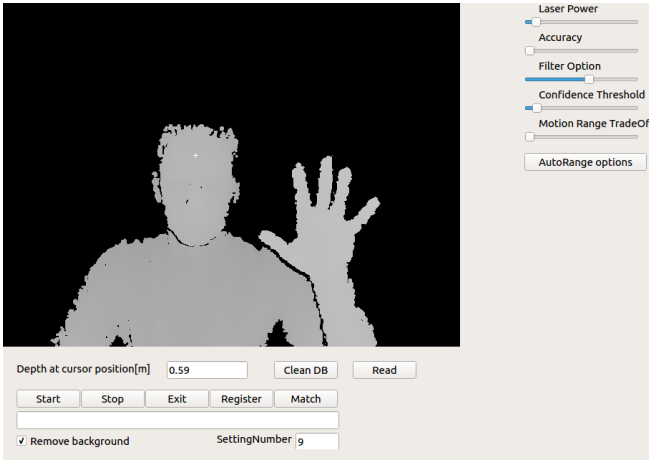 Laser Power
Accuracy
Filter Option
Confidence Threshold
Motion Range TradeOf
AutoRange options
Depth at cursor position[m] 0.59 Clean DB Read
Start Stop Exit Register Match
Remove background SettingNumber 9